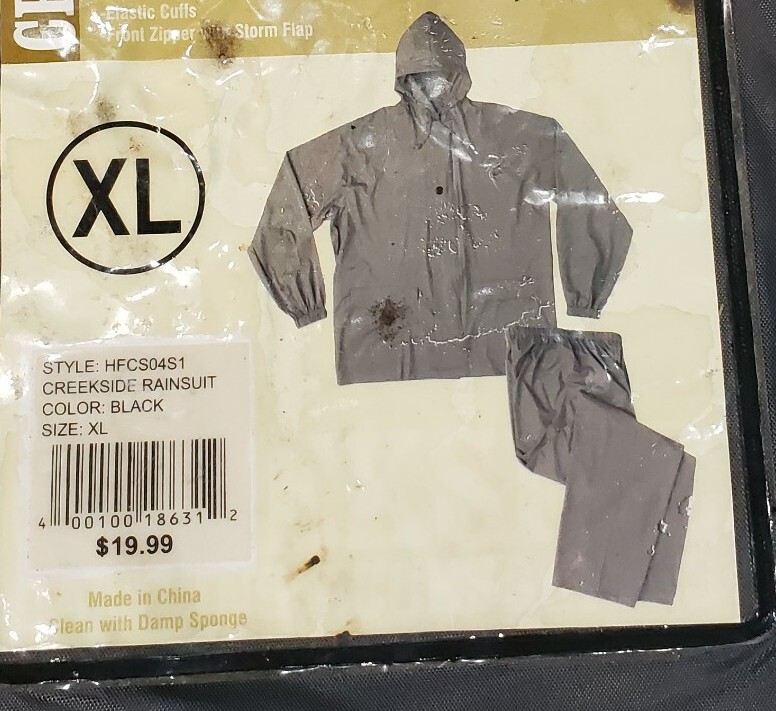 Elastic Cuffs
Front Zipper with Storm Flap
XL
STYLE: HFCS04S1
CREEKSIDE RAINSUIT
COLOR: BLACK
SIZE: XL
4 00100 18631 2
$19.99
Made in China
Clean with Damp Sponge